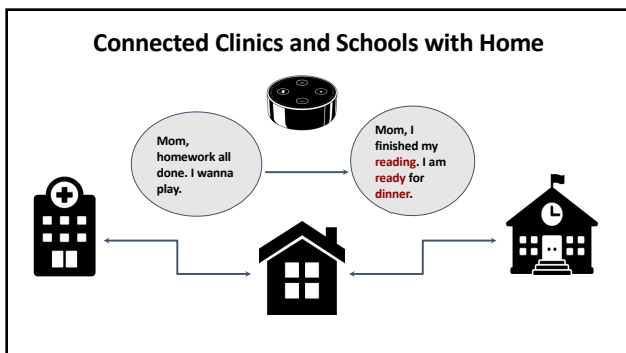 Connected Clinics and Schools with Home
Mom,
homework all
done. I wanna
play.
Mom, I
finished my
reading. I am
ready for
dinner.